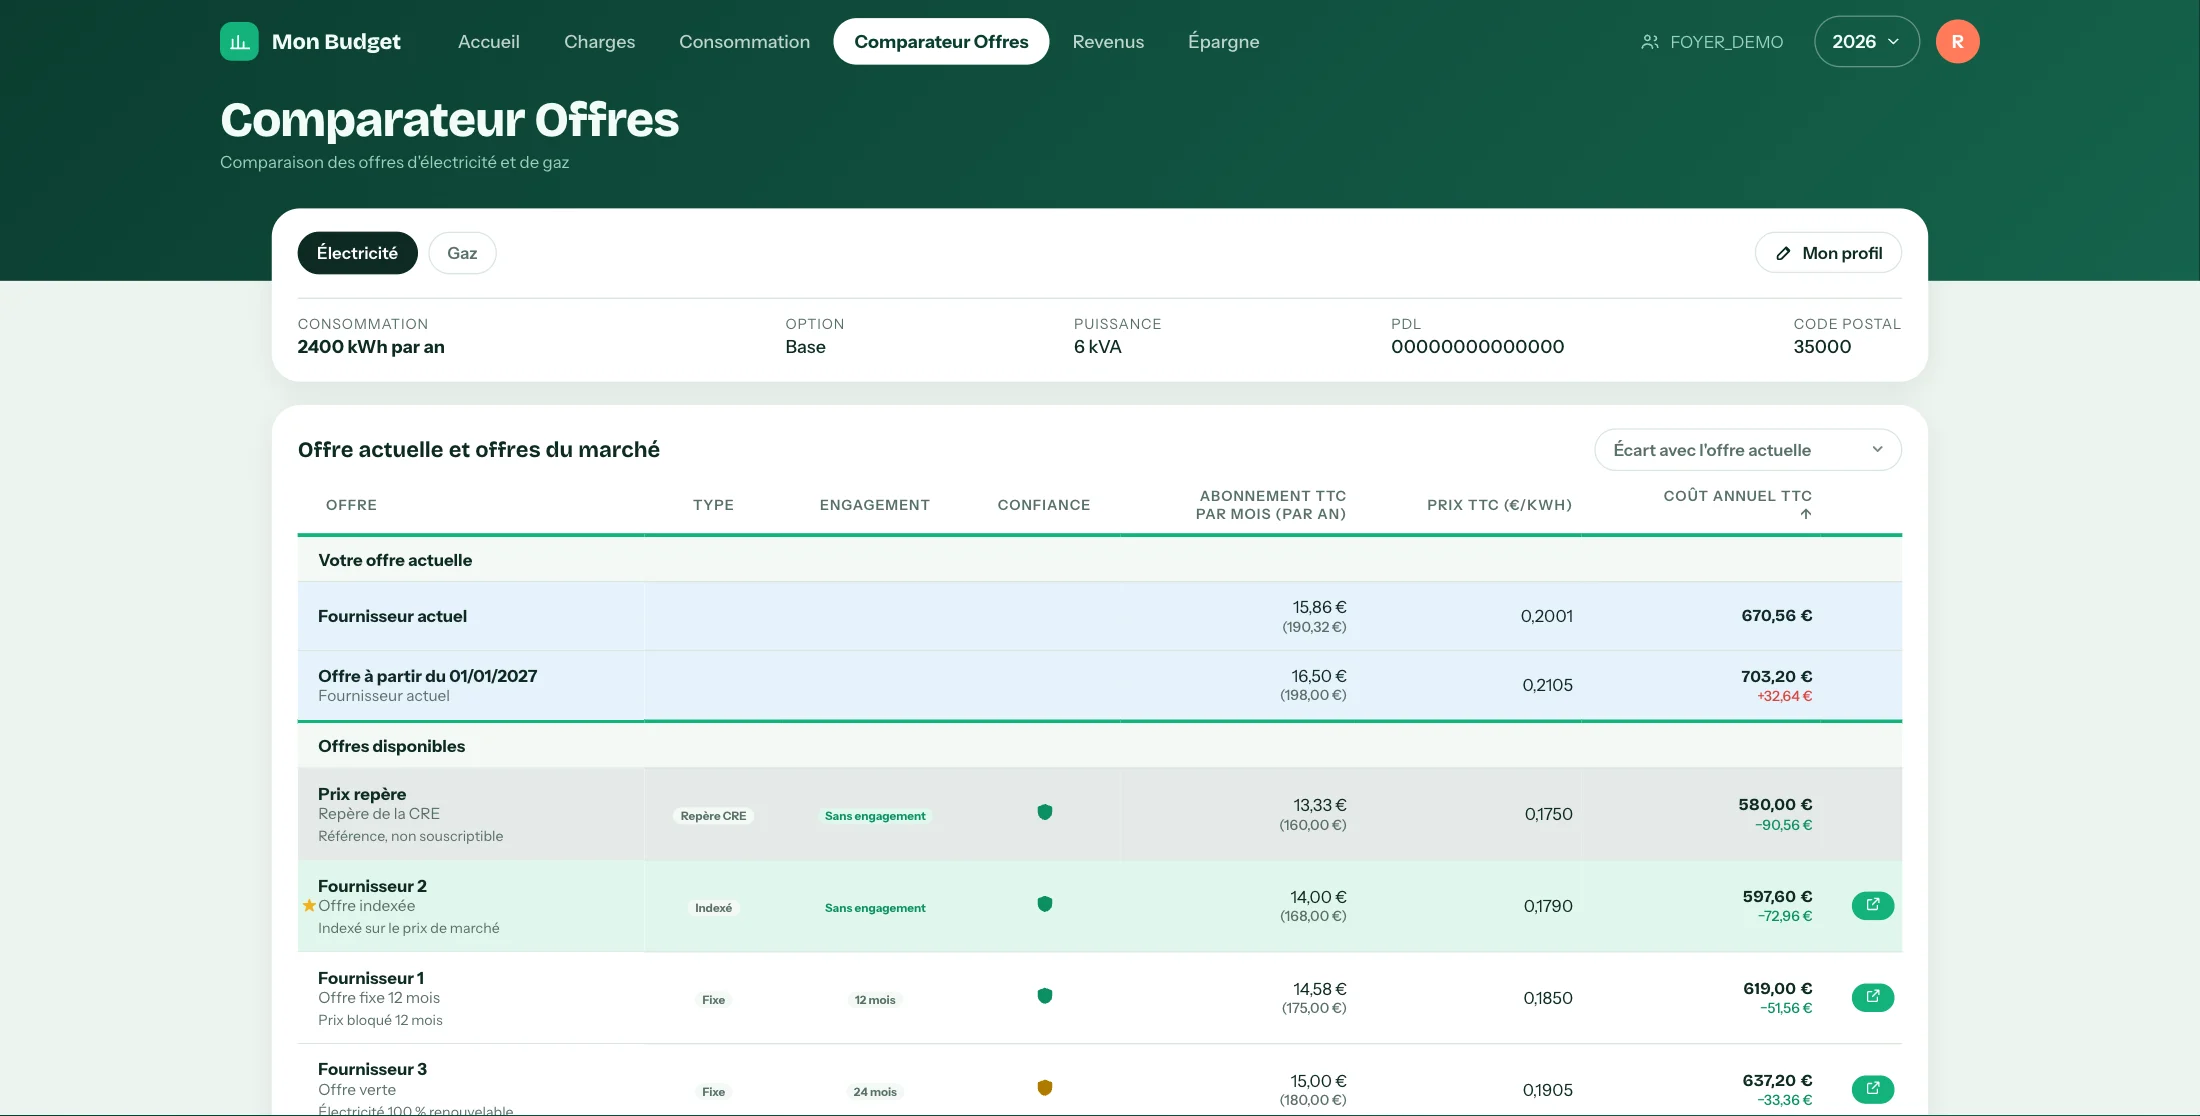 Mon Budget
Accueil
Charges
Consommation
Comparateur Offres
Revenus
Épargne
FOYER_DEMO
2026
R
Comparateur Offres
Comparaison des offres d'électricité et de gaz
Électricité
Gaz
Mon profil
CONSOMMATION
2400 kWh par an
OPTION
Base
PUISSANCE
6 kVA
PDL
00000000000000
CODE POSTAL
35000
Offre actuelle et offres du marché
Écart avec l'offre actuelle
OFFRE
TYPE
ENGAGEMENT
CONFIANCE
ABONNEMENT TTC
PAR MOIS (PAR AN)
PRIX TTC (€/KWH)
COÛT ANNUEL TTC
↑
Votre offre actuelle
Fournisseur actuel
15,86 €
(190,32 €)
0,2001
670,56 €
Offre à partir du 01/01/2027
Fournisseur actuel
16,50 €
(198,00 €)
0,2105
703,20 €
+32,64 €
Offres disponibles
Prix repère
Repère de la CRE
Référence, non souscriptible
Repère CRE
Sans engagement
13,33 €
(160,00 €)
0,1750
580,00 €
−90,56 €
Fournisseur 2
Offre indexée
Indexé sur le prix de marché
Indexé
Sans engagement
14,00 €
(168,00 €)
0,1790
597,60 €
−72,96 €
Fournisseur 1
Offre fixe 12 mois
Prix bloqué 12 mois
Fixe
12 mois
14,58 €
(175,00 €)
0,1850
619,00 €
−51,56 €
Fournisseur 3
Offre verte
Électricité 100 % renouvelable
Fixe
24 mois
15,00 €
(180,00 €)
0,1905
637,20 €
−33,36 €